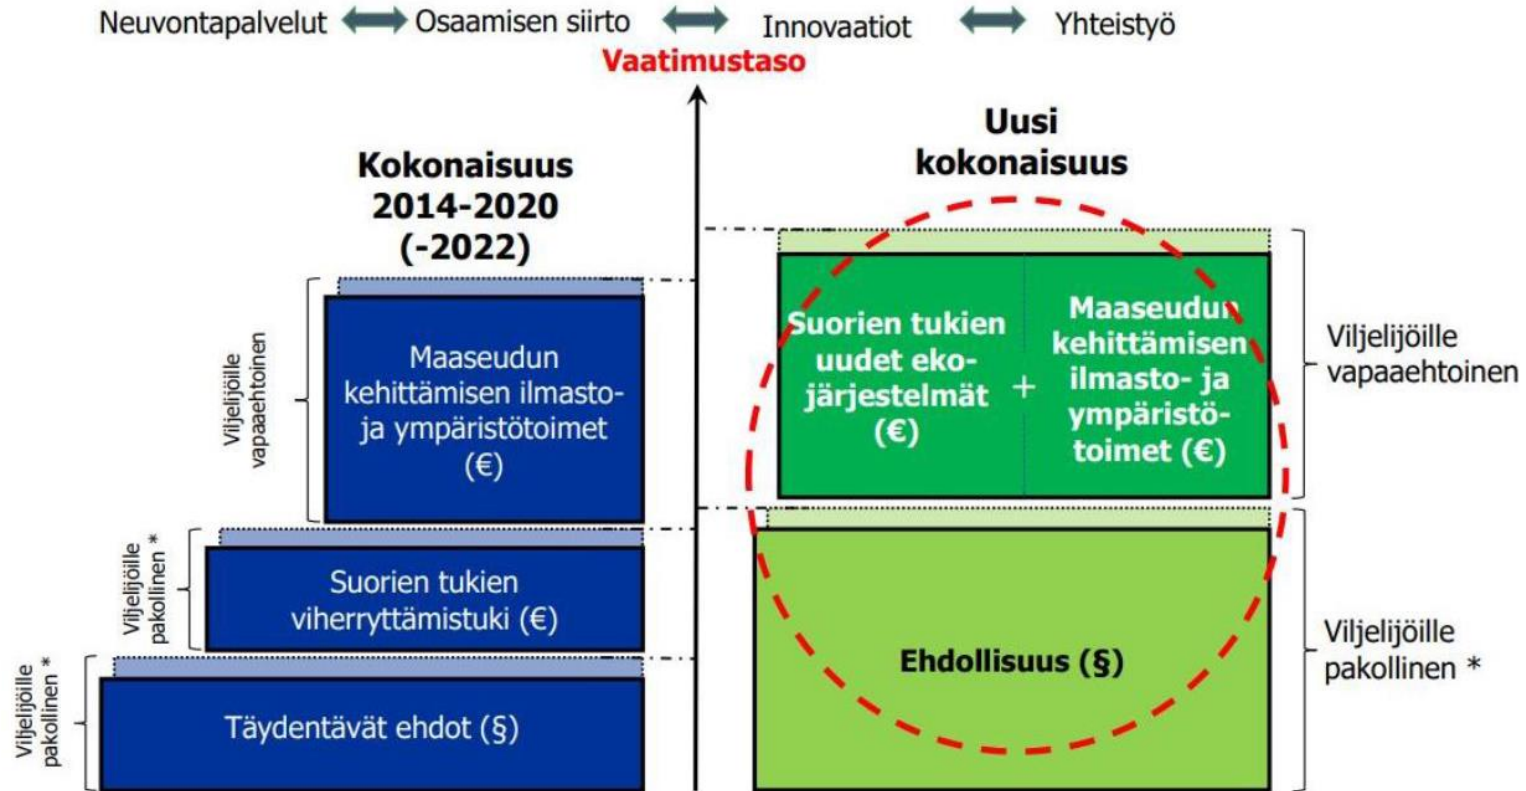 Neuvontapalvelut Osaamisen siirto Innovaatiot Yhteistyö
Vaatimustaso
Kokonaisuus
2014-2020
(-2022)
Viljelijöille
vapaaehtoinen
Maaseudun
kehittämisen ilmasto-
ja ympäristötoimet
(€)
Viljelijöille
pakollinen *
Suorien tukien
viherryttämistuki (€)
Viljelijöille
pakollinen *
Täydentävät ehdot (§)
Uusi
kokonaisuus
Suorien tukien
uudet eko-
järjestelmät
(€)
+
Maaseudun
kehittämisen
ilmasto- ja
ympäristö-
toimet (€)
Viljelijöille
vapaaehtoinen
Ehdollisuus (§)
Viljelijöille
pakollinen *